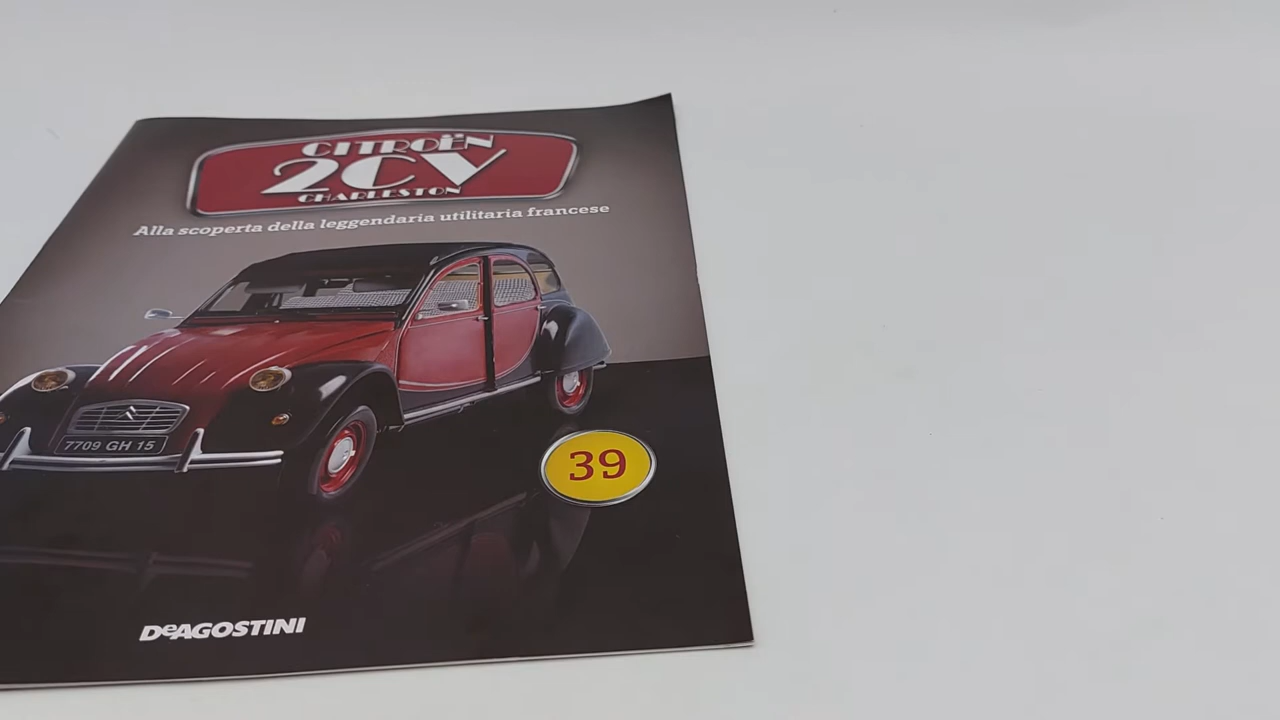 CITROËN
2CV
CHARLESTON
Alla scoperta della leggendaria utilitaria francese
7709 GH 15
39
DeAGOSTINI